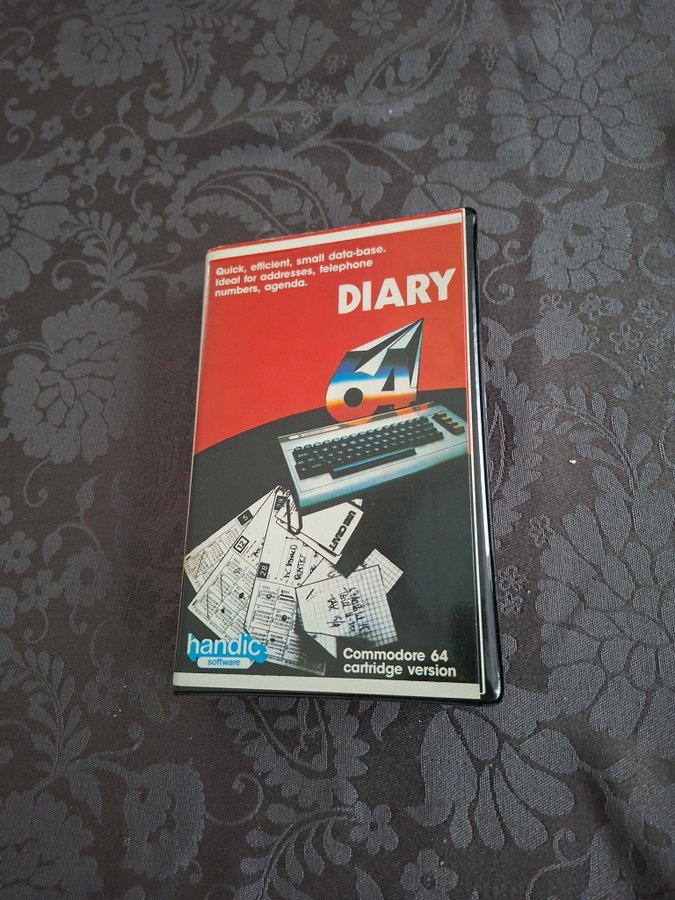 Quick, efficient, small data-base.
Ideal for addresses, telephone
numbers, agenda.
DIARY
64
handic
software
Commodore 64
cartridge version